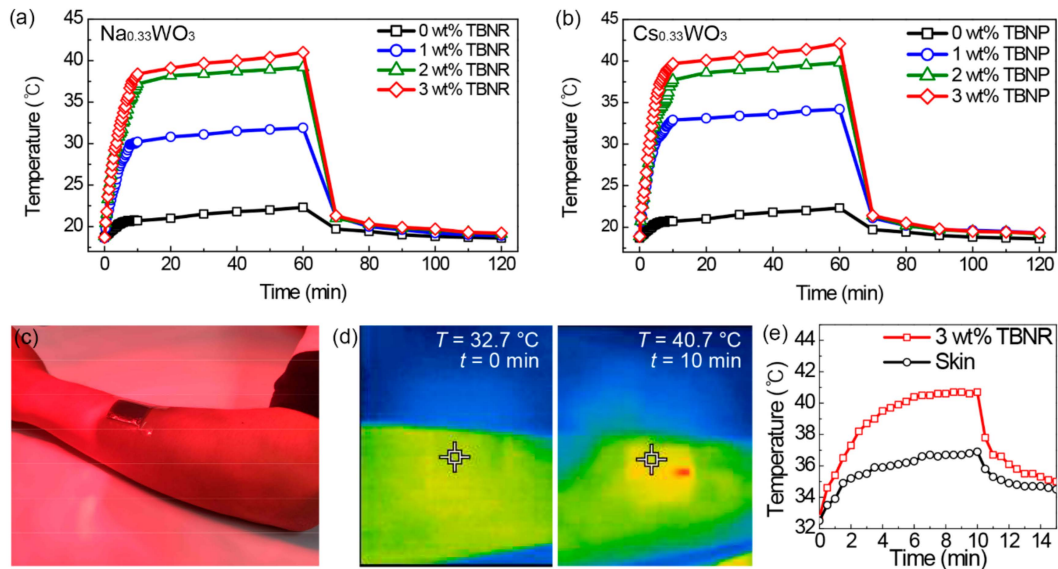 (a)
Na0.33WO3
0 wt% TBNR
1 wt% TBNR
2 wt% TBNR
3 wt% TBNR
Temperature (℃)
40
35
30
25
20
0 20 40 60 80 100 120
Time (min)
(b)
Cs0.33WO3
0 wt% TBNP
1 wt% TBNP
2 wt% TBNP
3 wt% TBNP
Temperature (℃)
40
35
30
25
20
0 20 40 60 80 100 120
Time (min)
(c)
(d)
T = 32.7 °C
t = 0 min
T = 40.7 °C
t = 10 min
(e)
3 wt% TBNR
Skin
Temperature (℃)
44
42
40
38
36
34
32
0 2 4 6 8 10 12 14
Time (min)